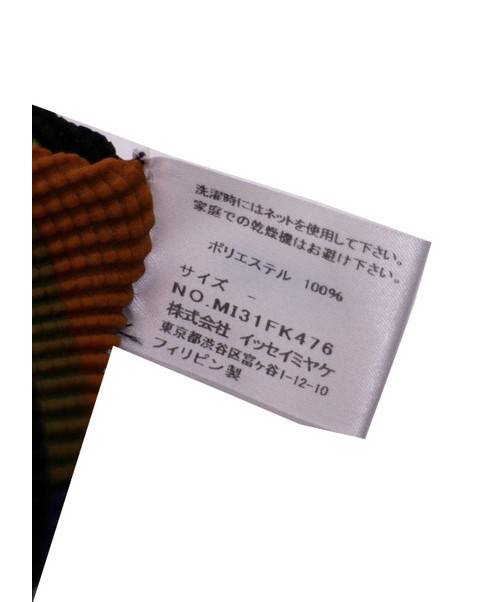 洗濯時にはネットを使用して下さい。
家庭での乾燥機はお避け下さい。
ポリエステル 100%
サイズ －
NO.MI31FK476
株式会社 イッセイミヤケ
東京都渋谷区富ヶ谷1-12-10
フィリピン製